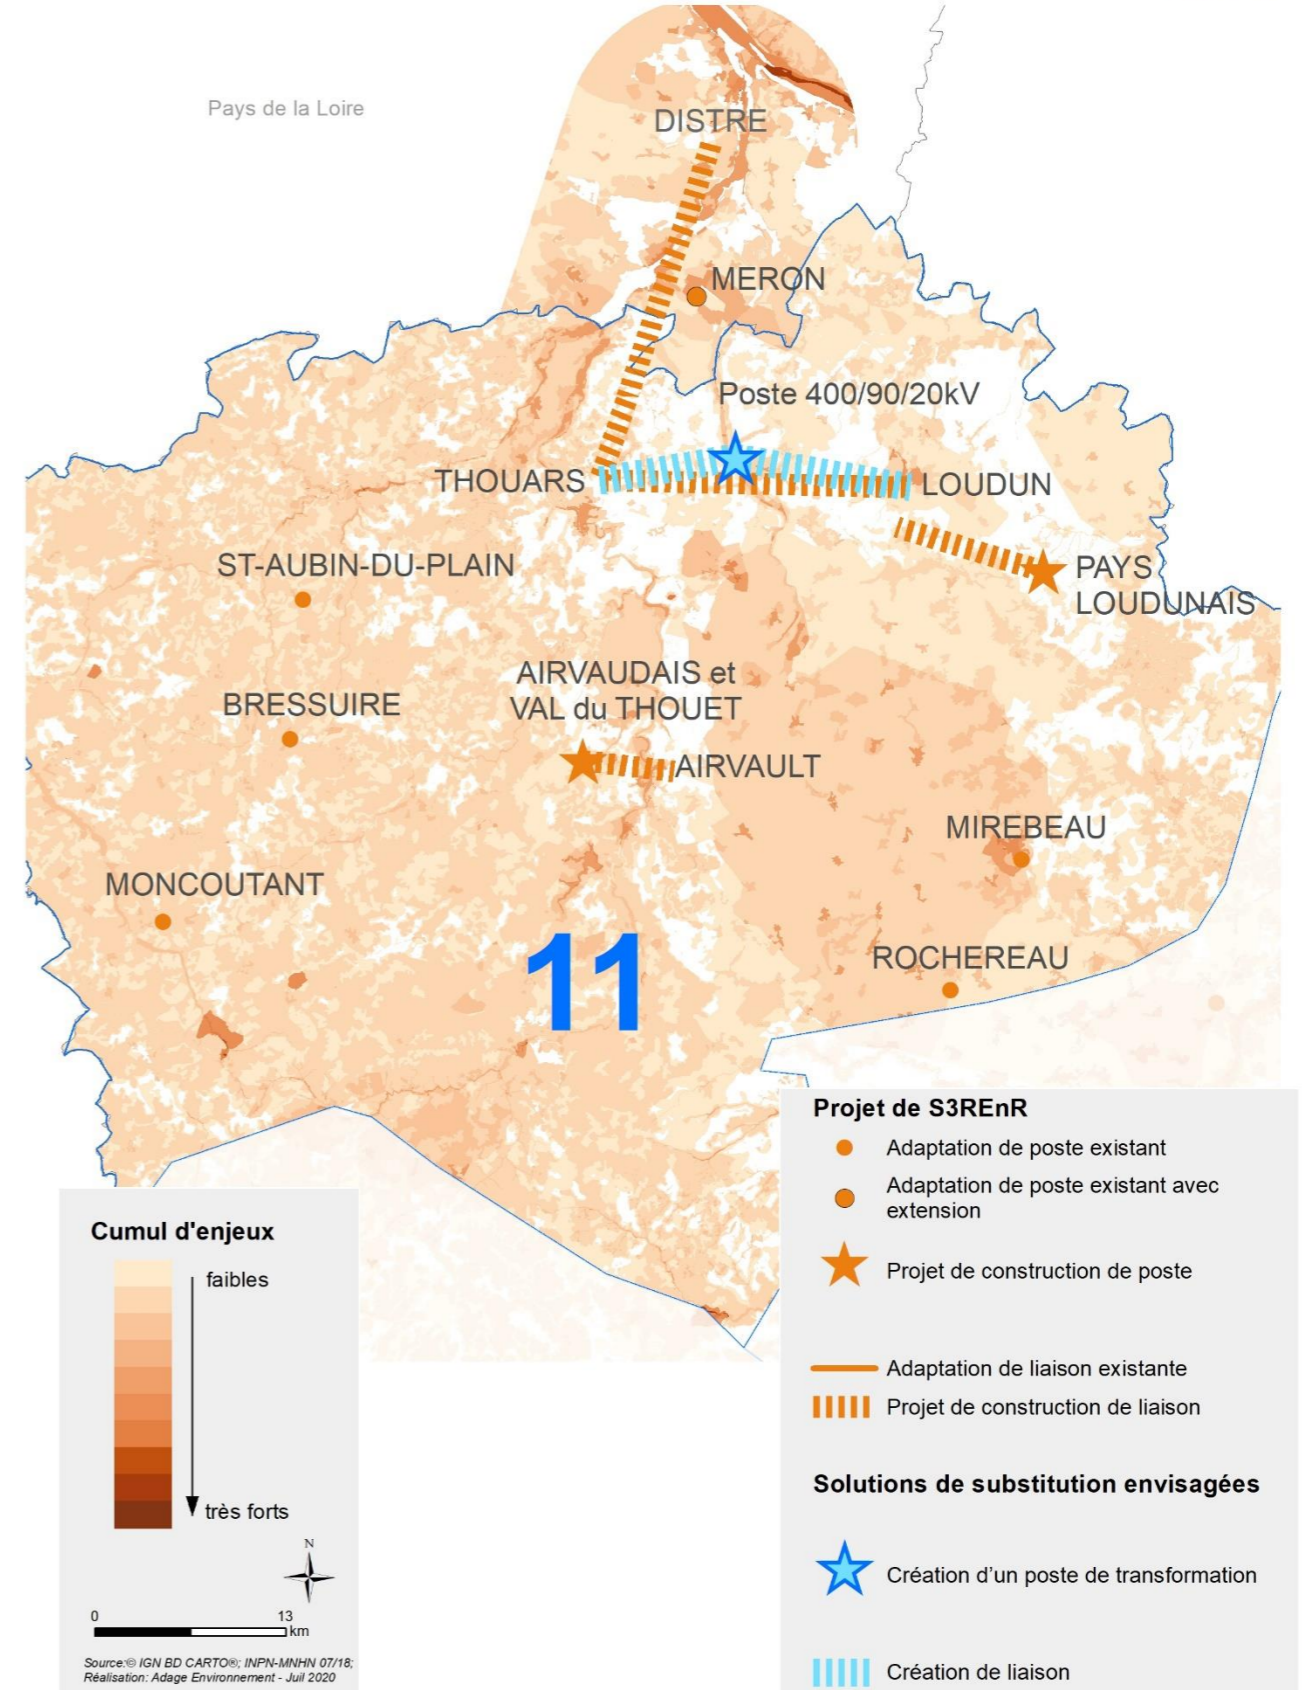 Pays de la Loire
DISTRE
MERON
Poste 400/90/20kV
THOUARS
LOUDUN
ST-AUBIN-DU-PLAIN
PAYS
LOUDUNAIS
AIRVAUDAIS et
VAL du THOUET
BRESSUIRE
AIRVAULT
MIREBEAU
MONCOUTANT
ROCHEREAU
11
Cumul d'enjeux
faibles
très forts
N
0 13
km
Source:© IGN BD CARTO®; INPN-MNHN 07/18;
Réalisation: Adage Environnement - Juil 2020
Projet de S3REnR
Adaptation de poste existant
Adaptation de poste existant avec
extension
Projet de construction de poste
Adaptation de liaison existante
Projet de construction de liaison
Solutions de substitution envisagées
Création d’un poste de transformation
Création de liaison